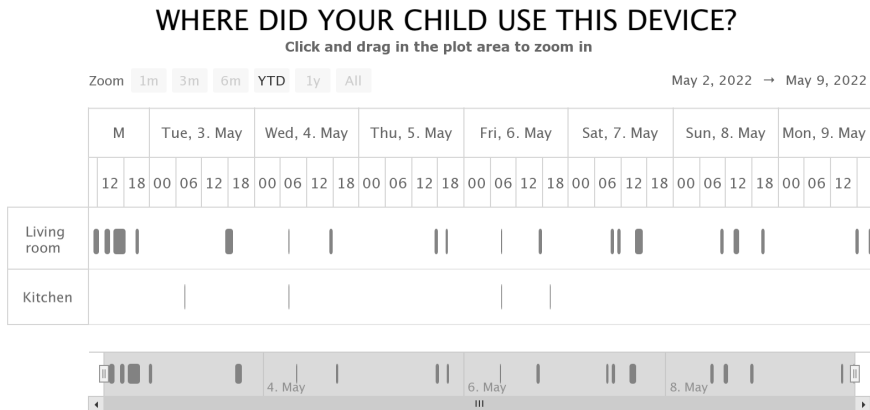 WHERE DID YOUR CHILD USE THIS DEVICE?
Click and drag in the plot area to zoom in
Zoom 1m 3m 6m YTD 1y All May 2, 2022 → May 9, 2022
M Tue, 3. May Wed, 4. May Thu, 5. May Fri, 6. May Sat, 7. May Sun, 8. May Mon, 9. May
12 18 00 06 12 18 00 06 12 18 00 06 12 18 00 06 12 18 00 06 12 18 00 06 12 18 00 06 12
Living
room
Kitchen
4. May 6. May 8. May